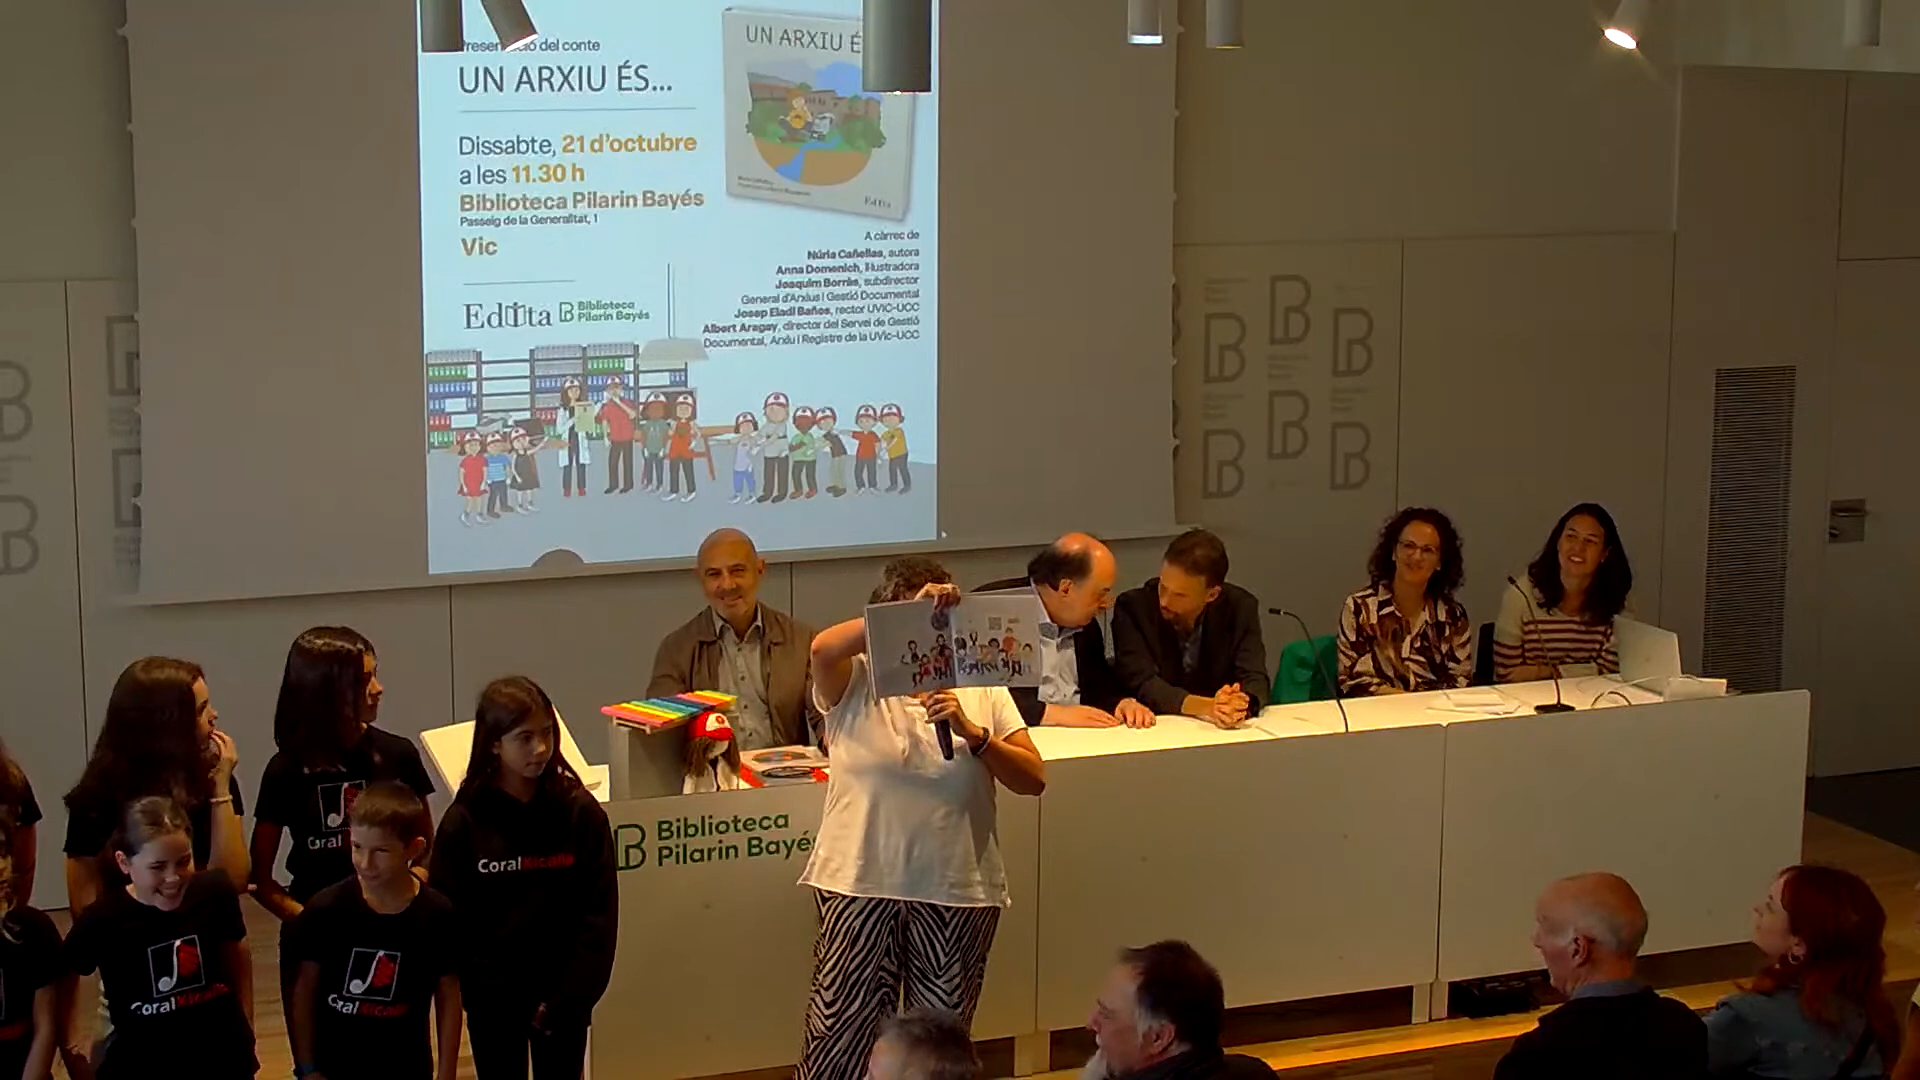 Presentació del conte
UN ARXIU ÉS...
Dissabte, 21 d'octubre
a les 11.30 h
Biblioteca Pilarin Bayés
Passeig de la Generalitat, 1
Vic
UN ARXIU É
Edita
A càrrec de
Núria Cañellas, autora
Anna Domenich, il·lustradora
Joaquim Borràs, subdirector
General d'Arxius i Gestió Documental
Josep Eladi Baños, rector UVIC-UCC
Albert Aragay, director del Servei de Gestió
Documental, Arxiu i Registre de la UVic-UCC
Edita
Biblioteca
Pilarin Bayés
Biblioteca
Pilarin Bayés
Coral
CoralNicalia
Coral
Coral